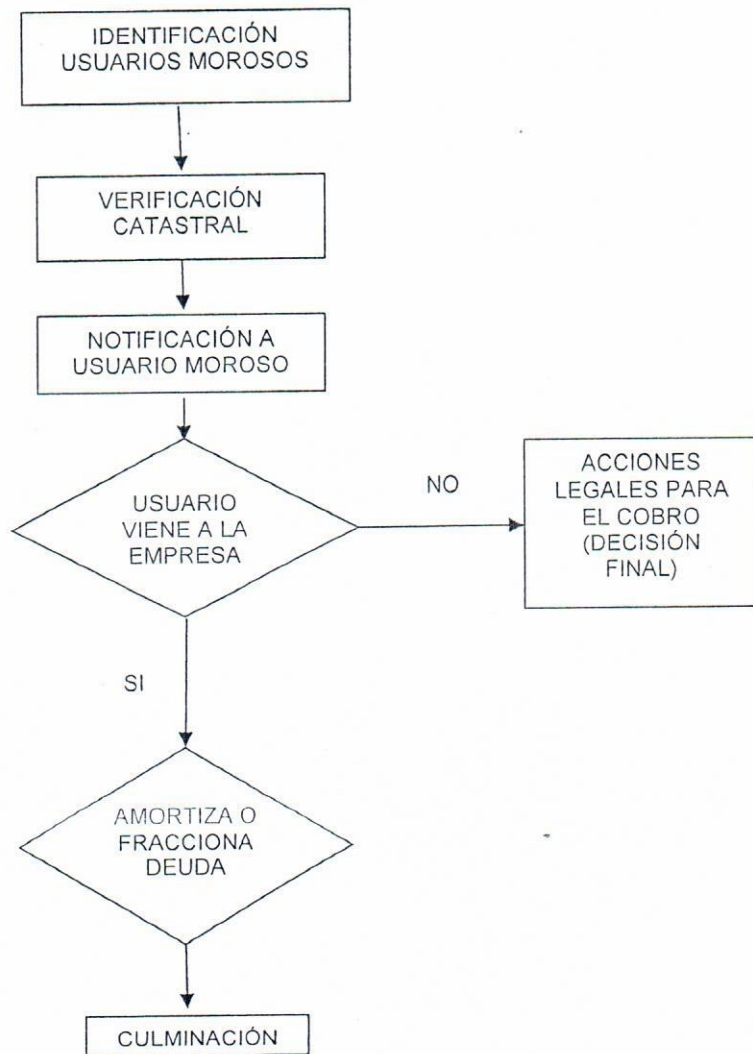 IDENTIFICACIÓN
USUARIOS MOROSOS
VERIFICACIÓN
CATASTRAL
NOTIFICACIÓN A
USUARIO MOROSO
USUARIO
VIENE A LA
EMPRESA
NO
ACCIONES
LEGALES PARA
EL COBRO
(DECISIÓN
FINAL)
SI
AMORTIZA O
FRACCIONA
DEUDA
CULMINACIÓN